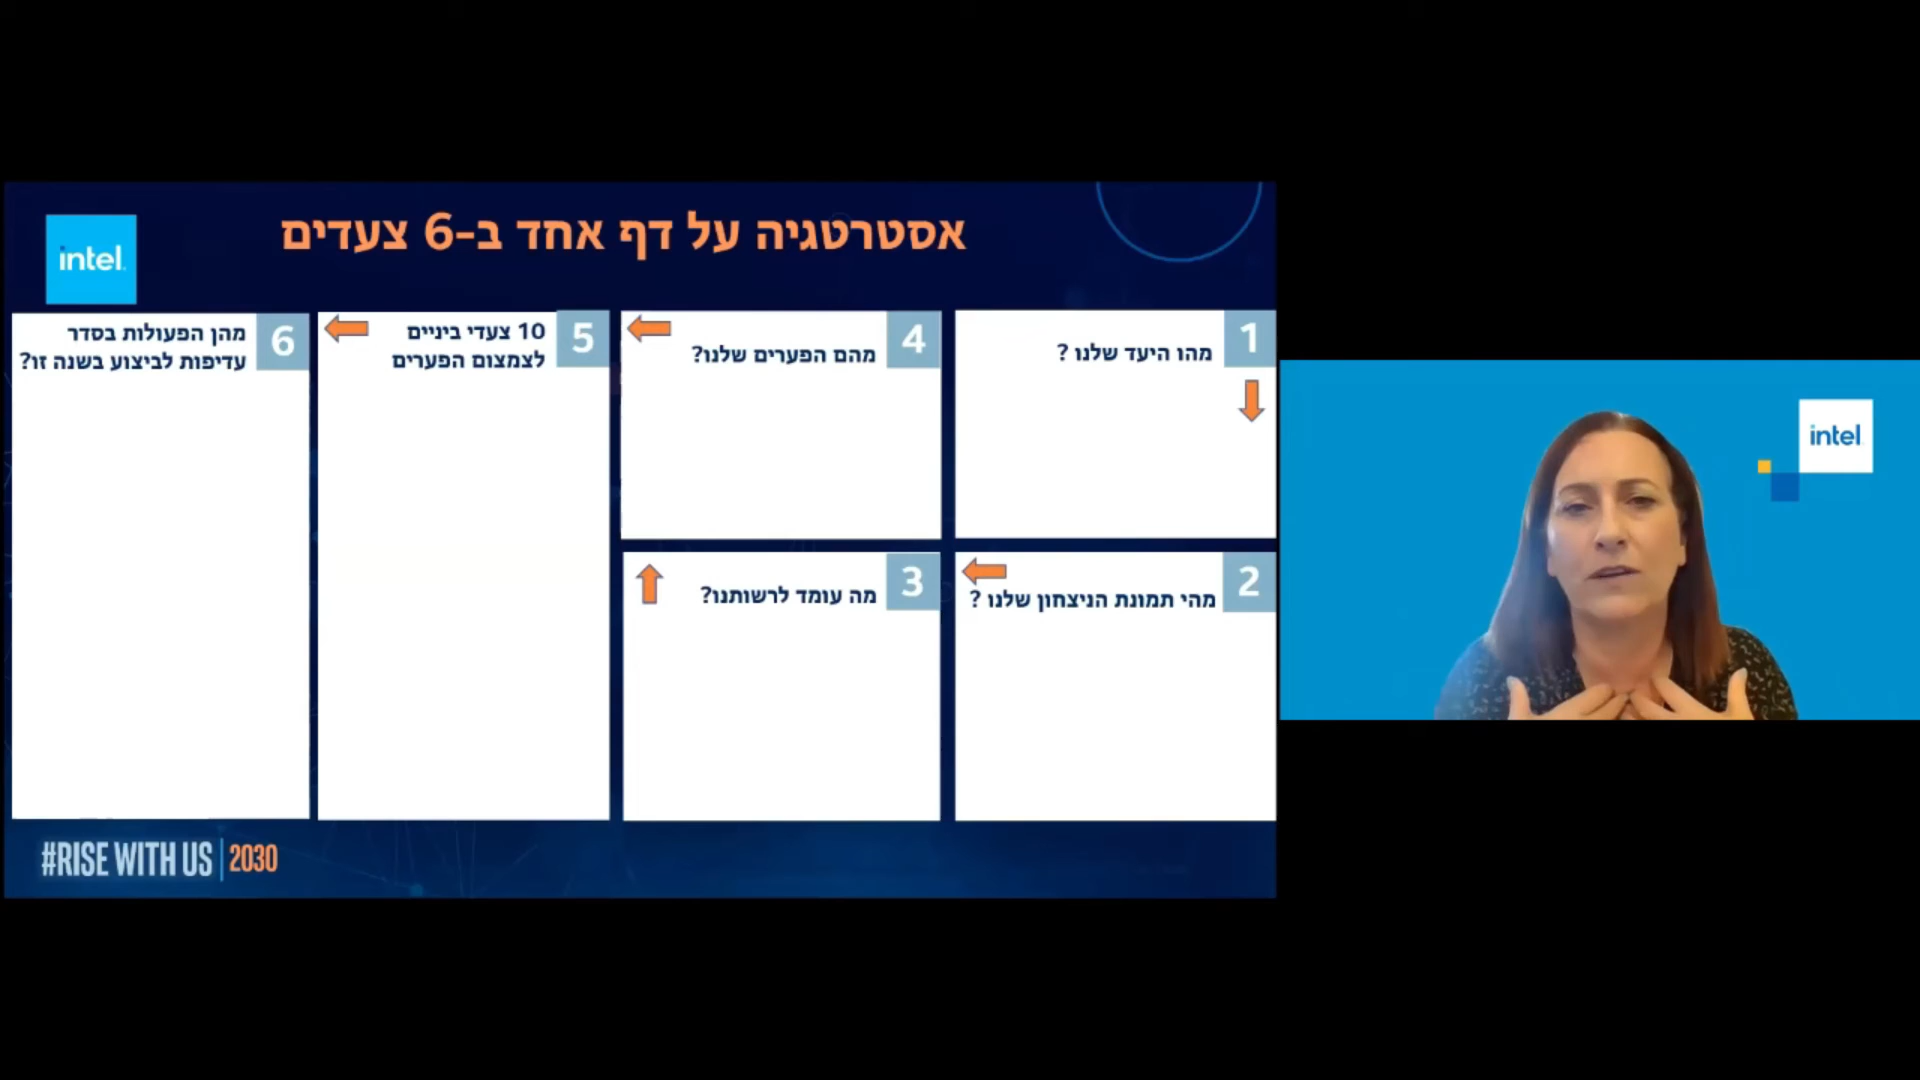 אסטרטגיה על דף אחד ב-6 צעדים
intel
1
מהו היעד שלנו ?
2
מהי תמונת הניצחון שלנו ?
3
מה עומד לרשותנו?
4
מהם הפערים שלנו?
5
10 צעדי ביניים
לצמצום הפערים
6
מהן הפעולות בסדר
עדיפות לביצוע בשנה זו?
#RISE WITH US | 2030
intel